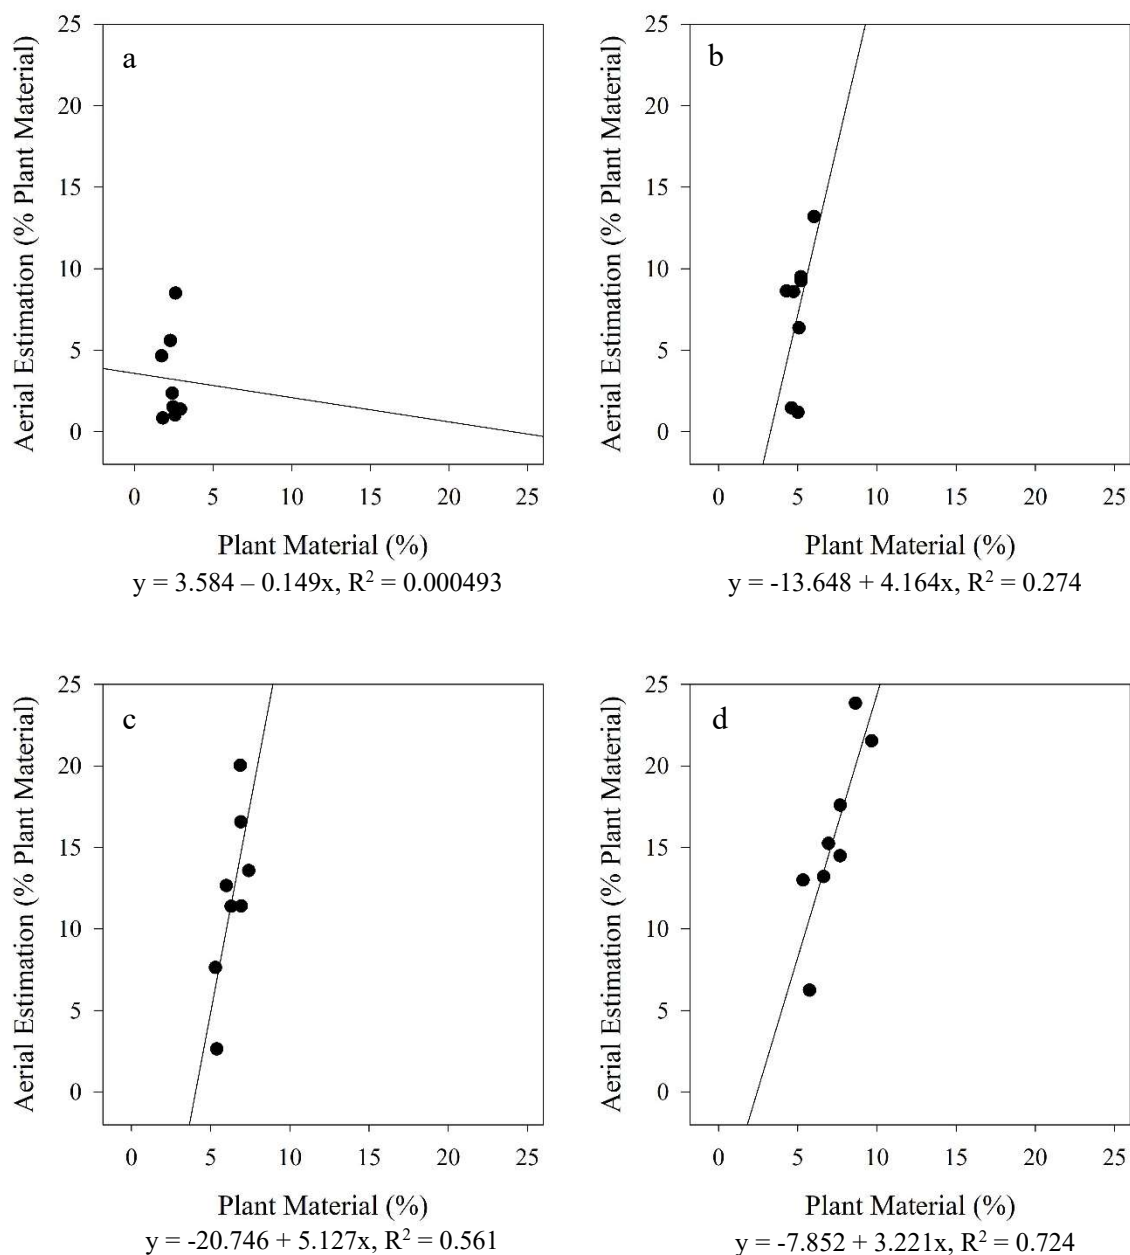 a
Aerial Estimation (% Plant Material)
25
20
15
10
5
0
0 5 10 15 20 25
Plant Material (%)
y = 3.584 – 0.149x, R² = 0.000493
b
Aerial Estimation (% Plant Material)
25
20
15
10
5
0
0 5 10 15 20 25
Plant Material (%)
y = -13.648 + 4.164x, R² = 0.274
c
Aerial Estimation (% Plant Material)
25
20
15
10
5
0
0 5 10 15 20 25
Plant Material (%)
y = -20.746 + 5.127x, R² = 0.561
d
Aerial Estimation (% Plant Material)
25
20
15
10
5
0
0 5 10 15 20 25
Plant Material (%)
y = -7.852 + 3.221x, R² = 0.724